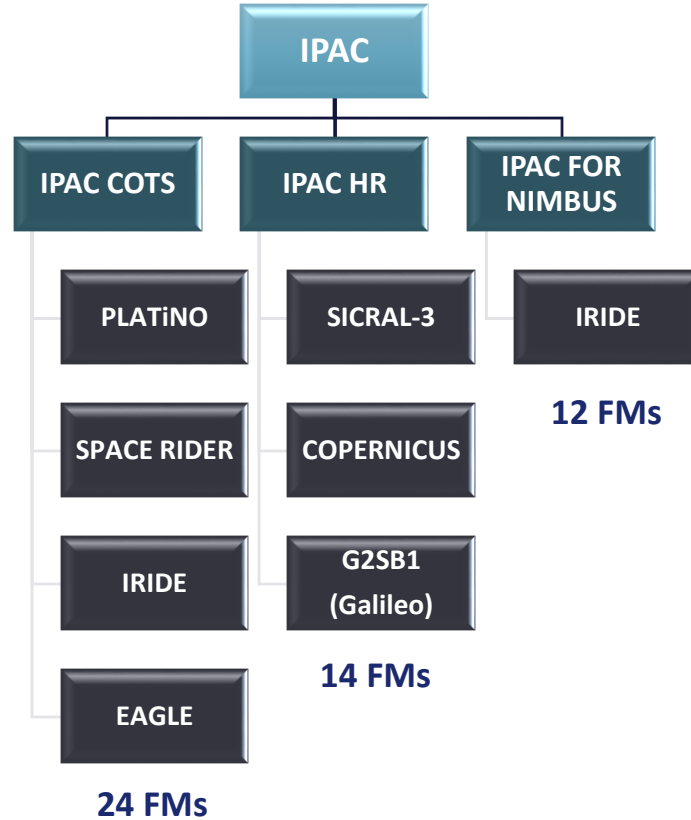 IPAC
IPAC COTS
PLATiNO
SPACE RIDER
IRIDE
EAGLE
24 FMs
IPAC HR
SICRAL-3
COPERNICUS
G2SB1
(Galileo)
14 FMs
IPAC FOR
NIMBUS
IRIDE
12 FMs